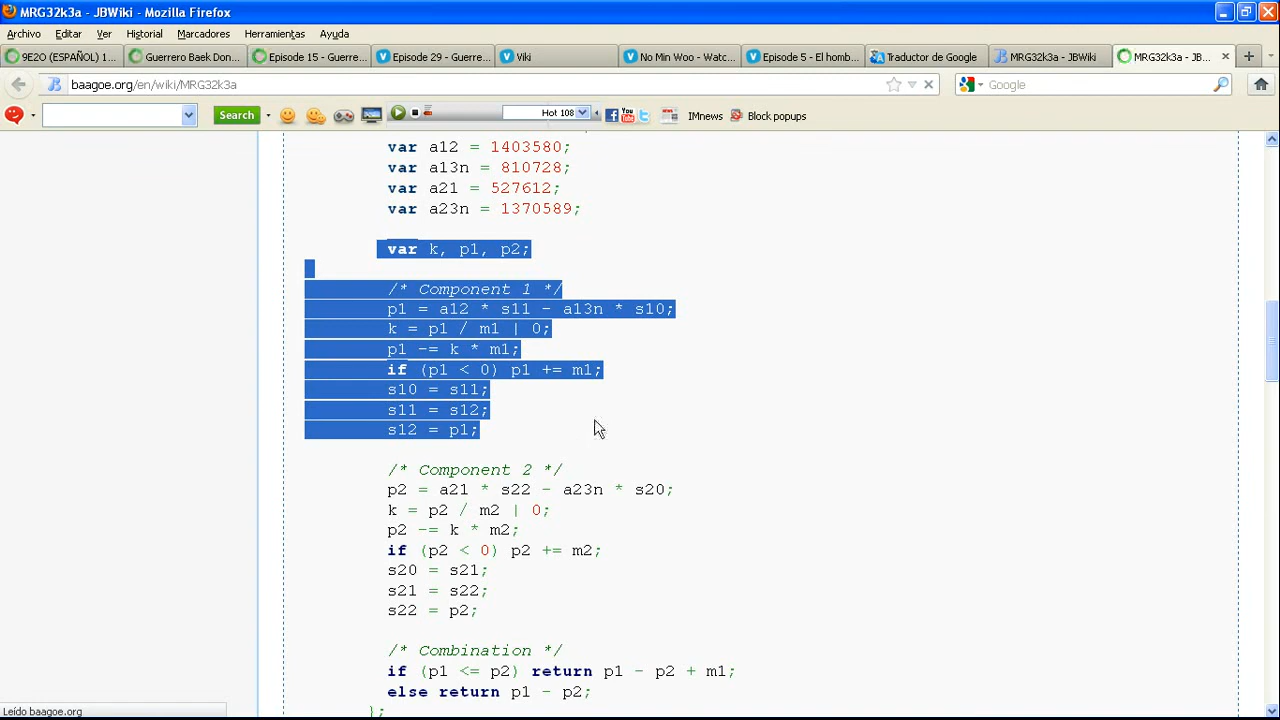 MRG32k3a - JBWiki - Mozilla Firefox
Archivo Editar Ver Historial Marcadores Herramientas Ayuda
9E2O (ESPAÑOL) 1... Guerrero Baek Don... Episode 15 - Guerre... Episode 29 - Guerre... Viki No Min Woo - Watc... Episode 5 - El homb... Traductor de Google MRG32k3a - JBWiki MRG32k3a - JB...
baagoe.org/en/wiki/MRG32k3a Google
Search Hot 108 You Tube IMnews Block popups
var a12 = 1403580;
var a13n = 810728;
var a21 = 527612;
var a23n = 1370589;
var k, p1, p2;
/* Component 1 */
p1 = a12 * s11 - a13n * s10;
k = p1 / m1 | 0;
p1 -= k * m1;
if (p1 < 0) p1 += m1;
s10 = s11;
s11 = s12;
s12 = p1;
/* Component 2 */
p2 = a21 * s22 - a23n * s20;
k = p2 / m2 | 0;
p2 -= k * m2;
if (p2 < 0) p2 += m2;
s20 = s21;
s21 = s22;
s22 = p2;
/* Combination */
if (p1 <= p2) return p1 - p2 + m1;
else return p1 - p2;
};
Leído baagoe.org